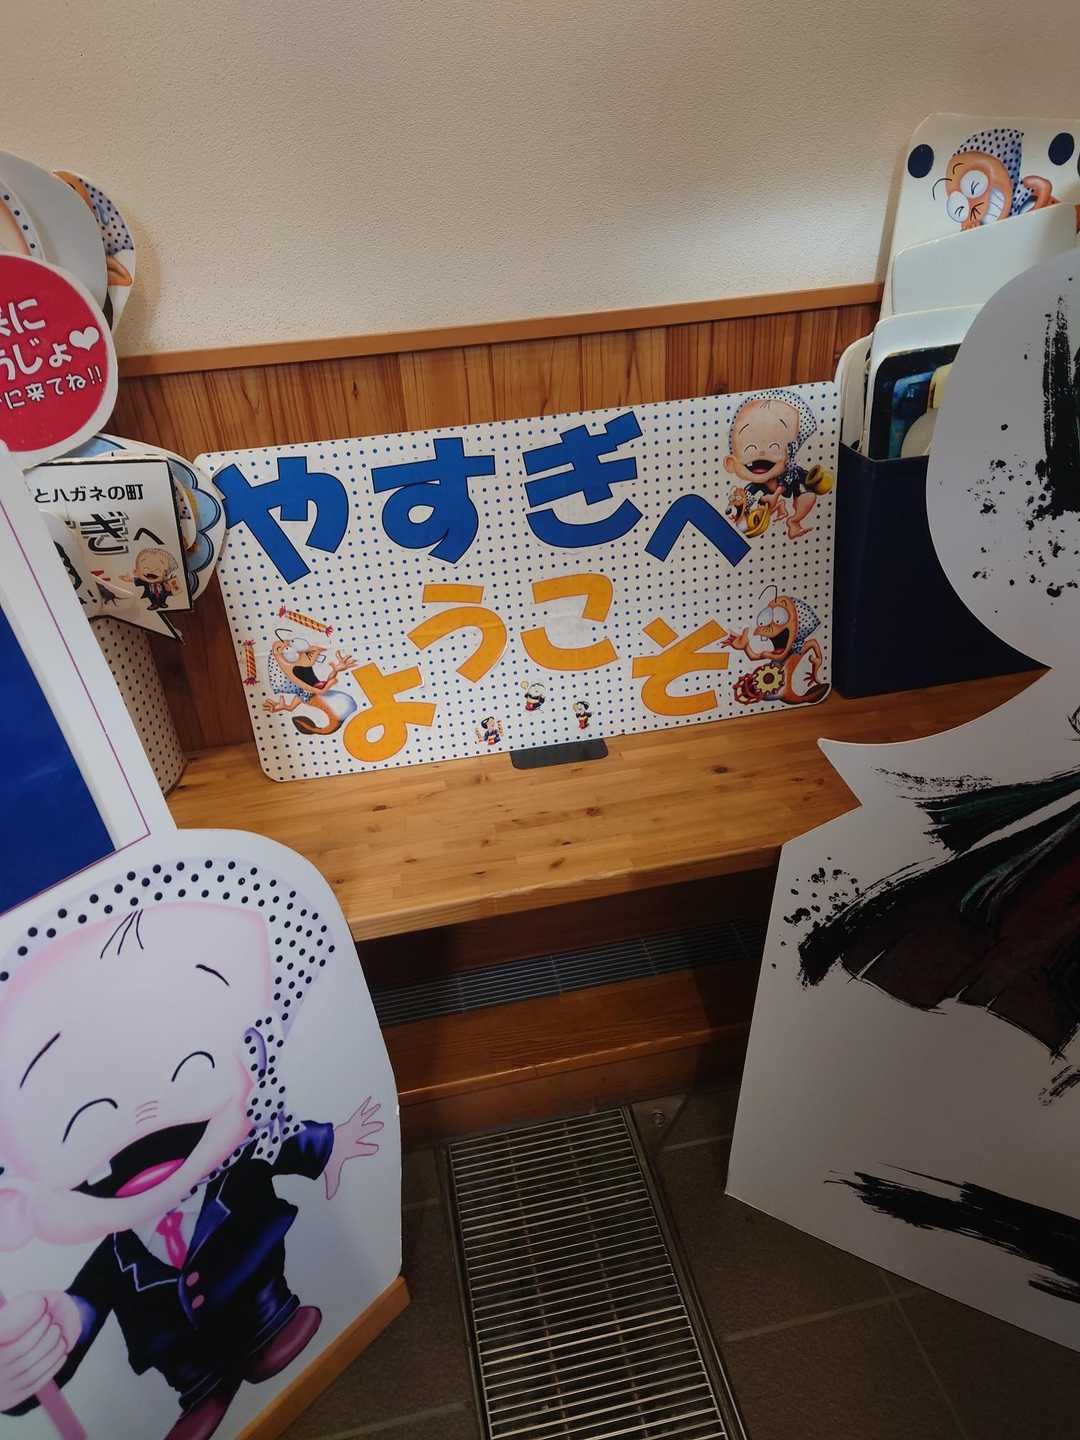 やすぎへ
ようこそ
に
うじょ♥
に来てね!!
とハガネの町
ぎへ